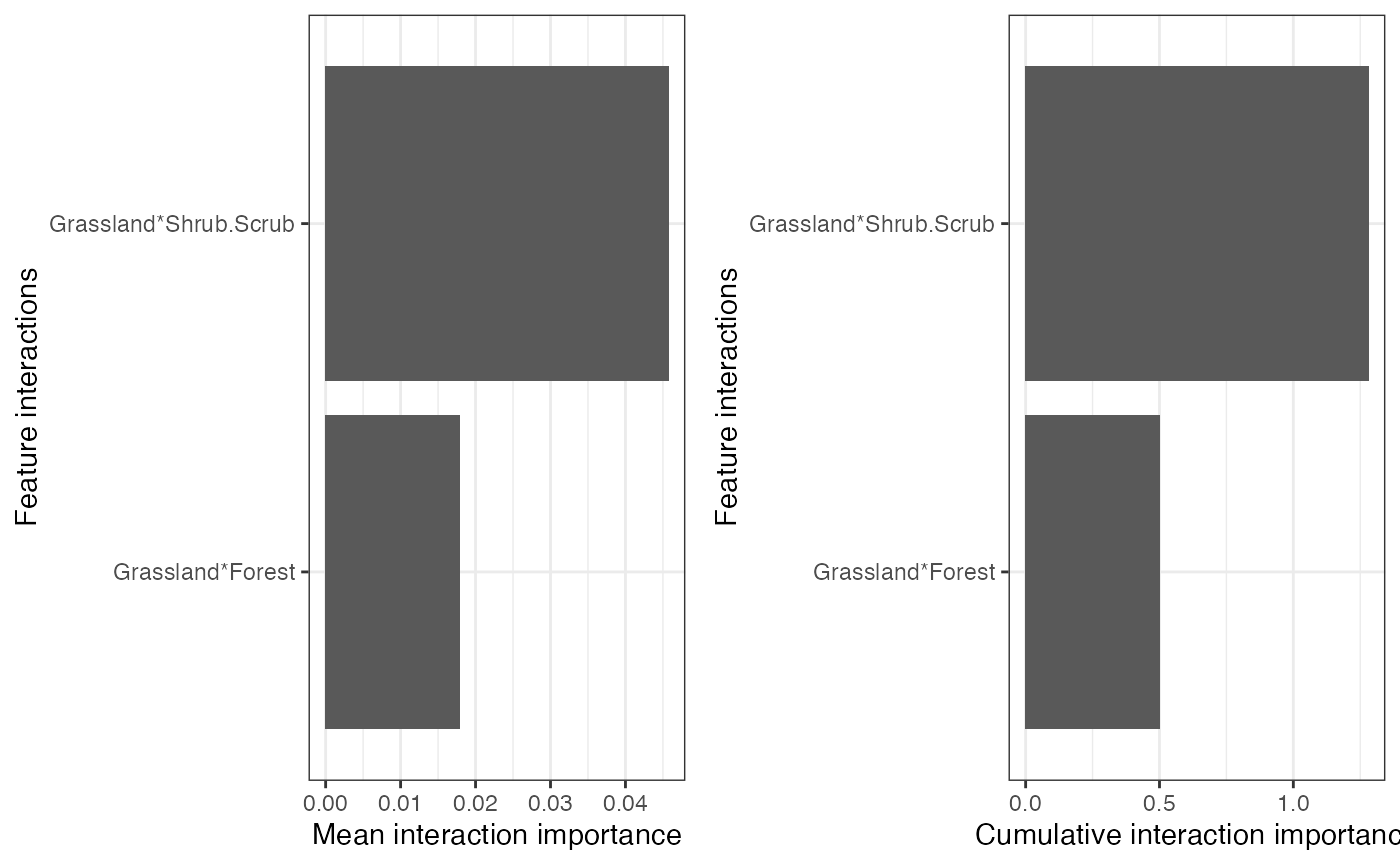 Feature interactions
Grassland*Shrub.Scrub
Grassland*Forest
0.00 0.01 0.02 0.03 0.04
Mean interaction importance
Feature interactions
Grassland*Shrub.Scrub
Grassland*Forest
0.0 0.5 1.0
Cumulative interaction importanc